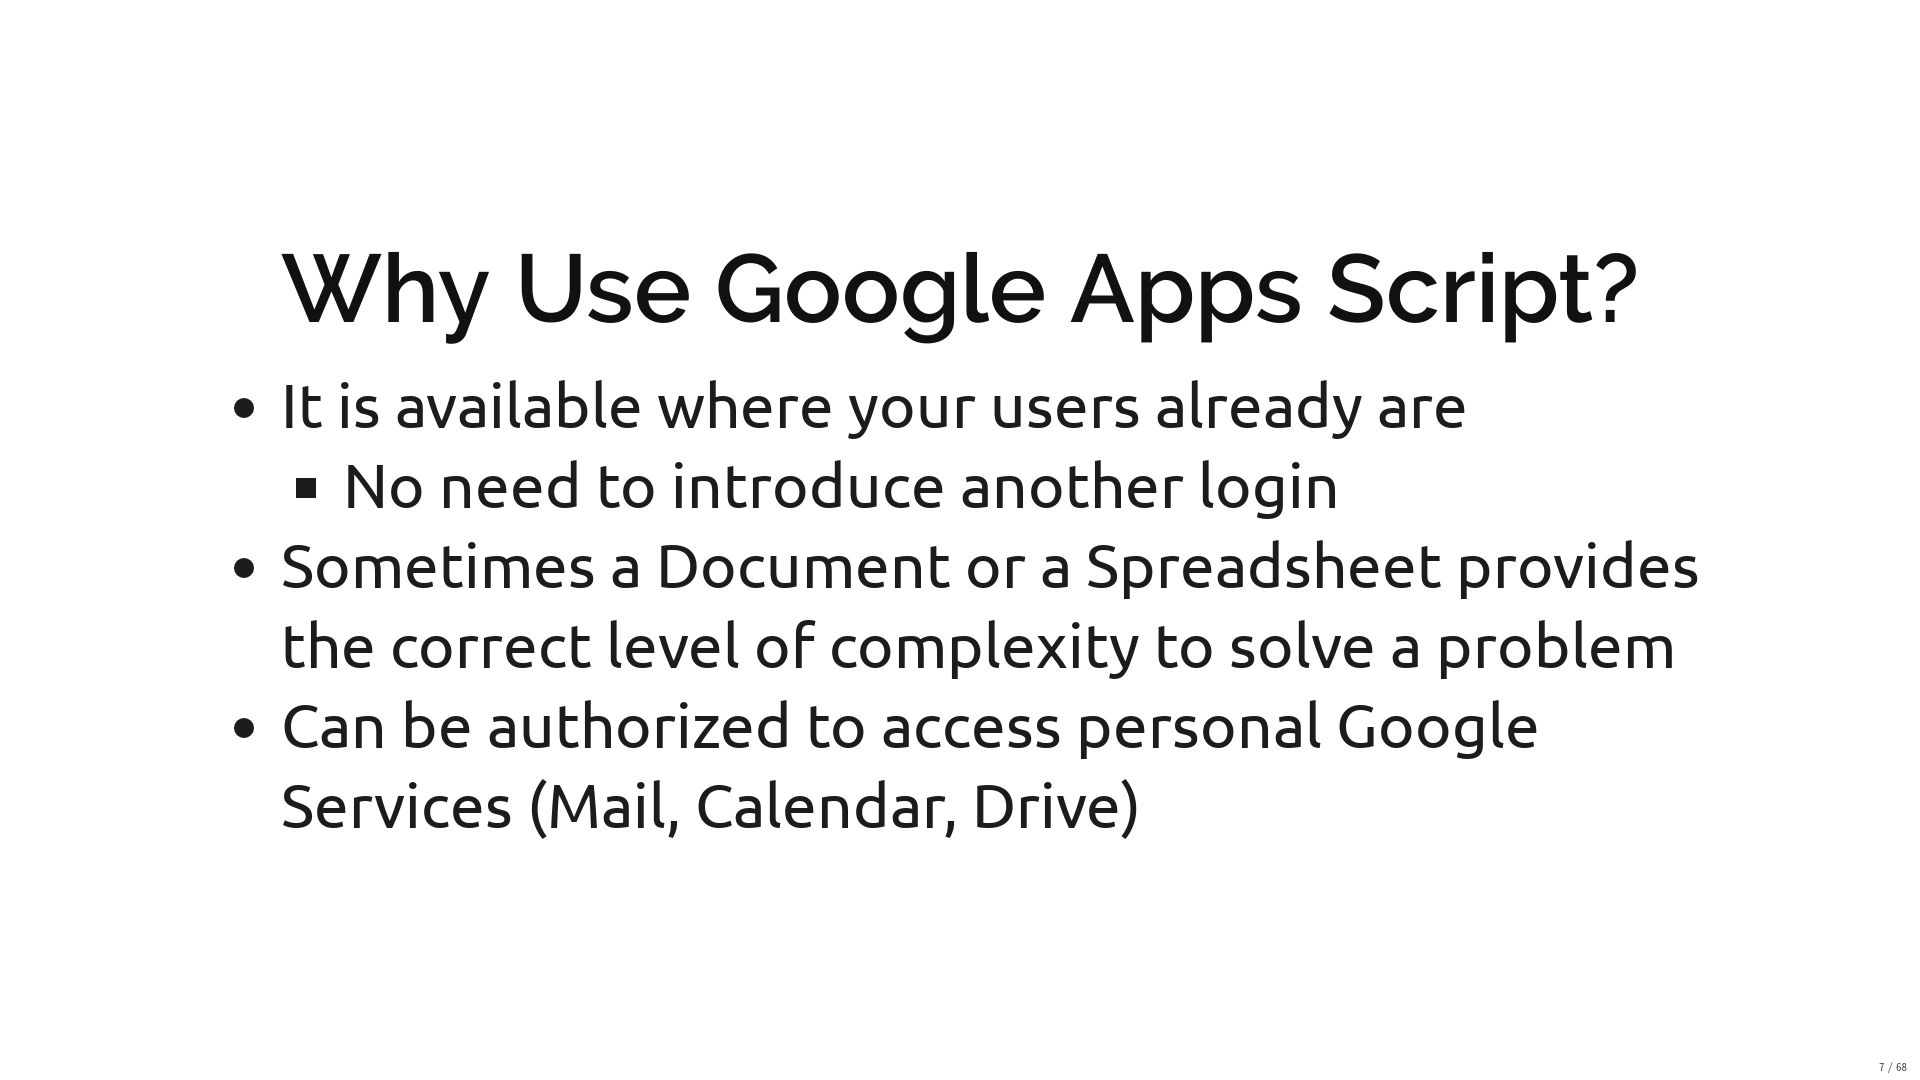 Why Use Google Apps Script?
It is available where your users already are
No need to introduce another login
Sometimes a Document or a Spreadsheet provides
the correct level of complexity to solve a problem
Can be authorized to access personal Google
Services (Mail, Calendar, Drive)
7 / 68